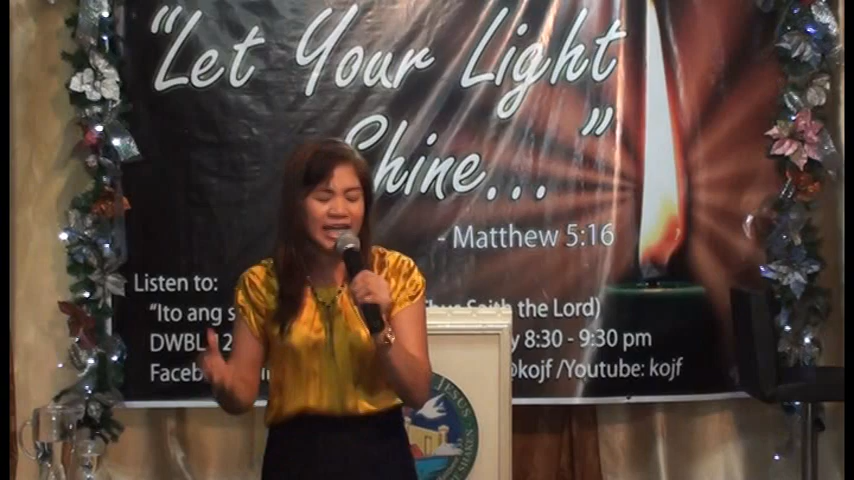 “Let Your Light
Shine...”
- Matthew 5:16
Listen to:
“Ito ang Saith the Lord)
DWBL 8:30 - 9:30 pm
kojf /Youtube: kojf
JESUS